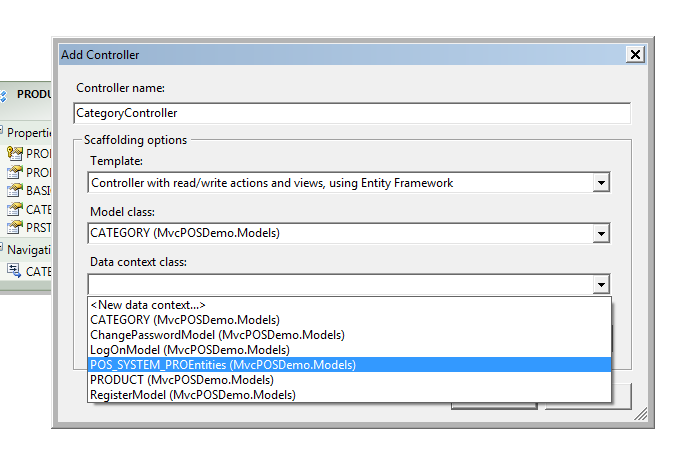 Add Controller
Controller name:
CategoryController
Scaffolding options
Template:
Controller with read/write actions and views, using Entity Framework
Model class:
CATEGORY (MvcPOSDemo.Models)
Data context class:
<New data context...>
CATEGORY (MvcPOSDemo.Models)
ChangePasswordModel (MvcPOSDemo.Models)
LogOnModel (MvcPOSDemo.Models)
POS_SYSTEM_PROEntities (MvcPOSDemo.Models)
PRODUCT (MvcPOSDemo.Models)
RegisterModel (MvcPOSDemo.Models)
PRODU
Propertie
PROI
PROI
BASI
CATE
PRST
Navigati
CATE